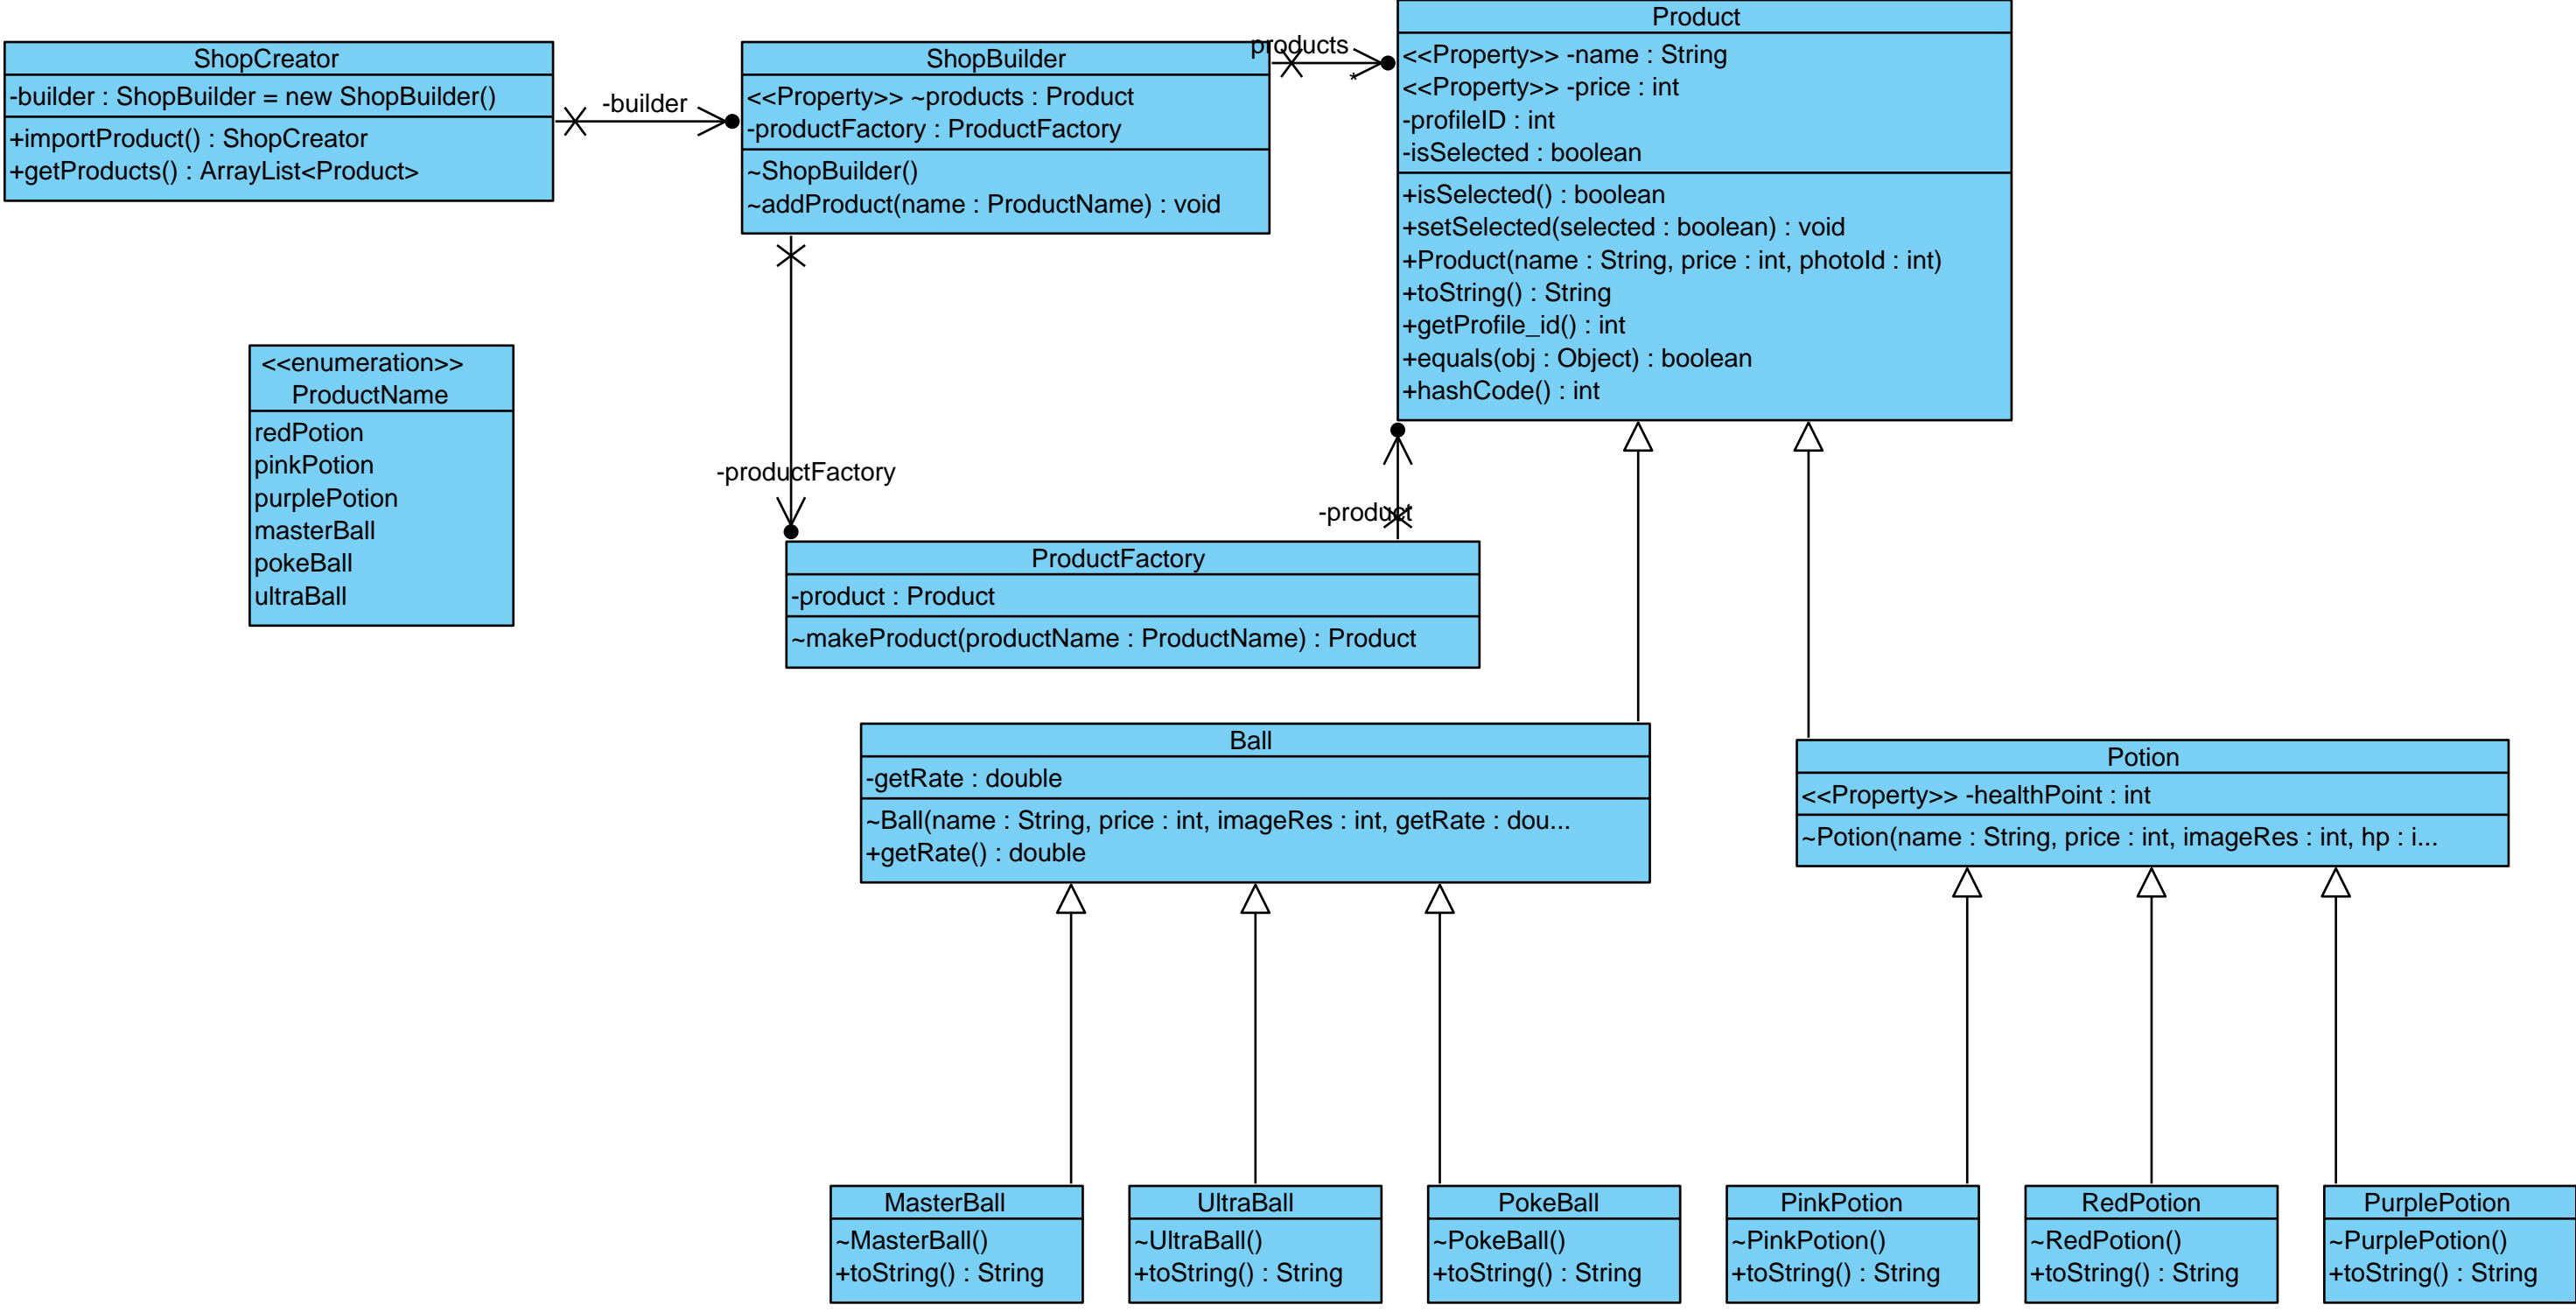 ShopCreator
-builder : ShopBuilder = new ShopBuilder()
+importProduct() : ShopCreator
+getProducts() : ArrayList<Product>
-builder
ShopBuilder
<<Property>> ~products : Product
-productFactory : ProductFactory
~ShopBuilder()
~addProduct(name : ProductName) : void
products
*
Product
<<Property>> -name : String
<<Property>> -price : int
-profileID : int
-isSelected : boolean
+isSelected() : boolean
+setSelected(selected : boolean) : void
+Product(name : String, price : int, photoId : int)
+toString() : String
+getProfile_id() : int
+equals(obj : Object) : boolean
+hashCode() : int
<<enumeration>>
ProductName
redPotion
pinkPotion
purplePotion
masterBall
pokeBall
ultraBall
-productFactory
-product
ProductFactory
-product : Product
~makeProduct(productName : ProductName) : Product
Ball
-getRate : double
~Ball(name : String, price : int, imageRes : int, getRate : dou...
+getRate() : double
Potion
<<Property>> -healthPoint : int
~Potion(name : String, price : int, imageRes : int, hp : i...
MasterBall
~MasterBall()
+toString() : String
UltraBall
~UltraBall()
+toString() : String
PokeBall
~PokeBall()
+toString() : String
PinkPotion
~PinkPotion()
+toString() : String
RedPotion
~RedPotion()
+toString() : String
PurplePotion
~PurplePotion()
+toString() : String